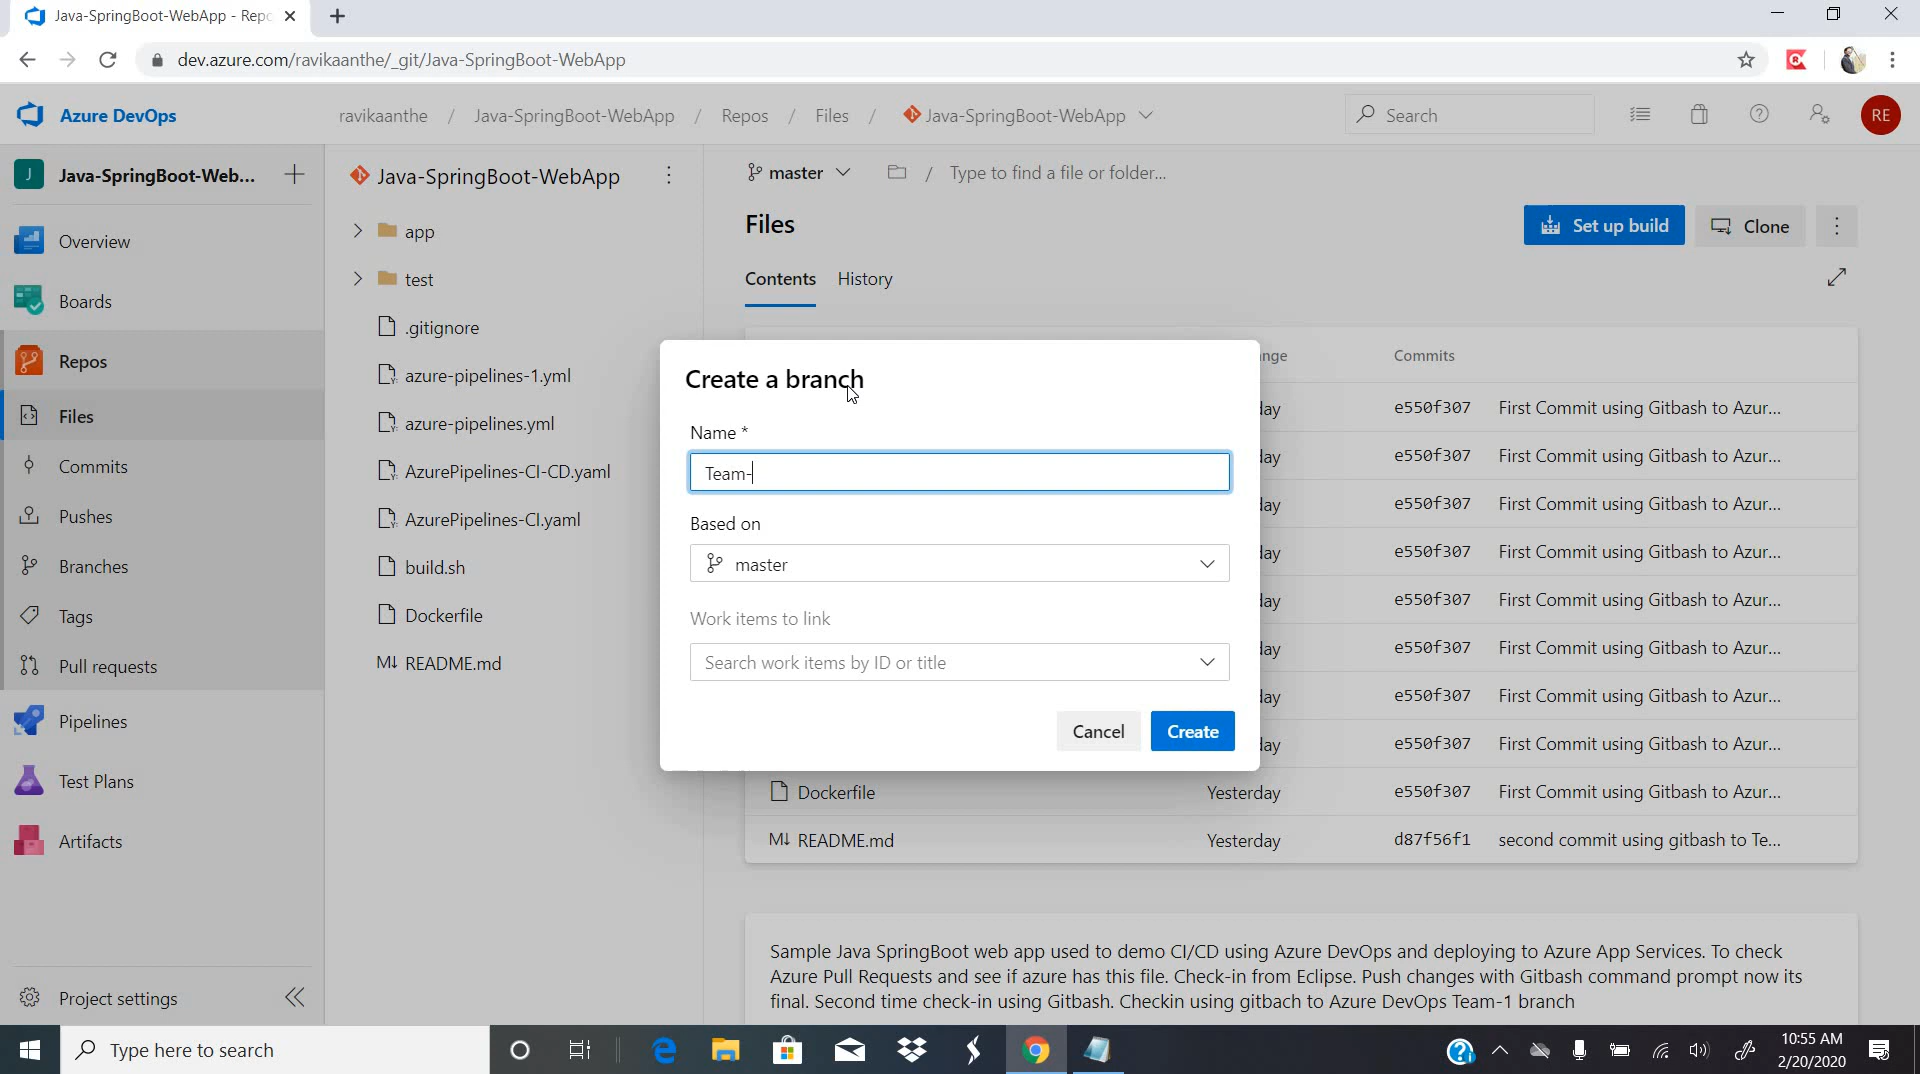 Java-SpringBoot-WebApp - Repo
dev.azure.com/ravikaanthe/_git/Java-SpringBoot-WebApp
Azure DevOps
ravikaanthe / Java-SpringBoot-WebApp / Repos / Files / Java-SpringBoot-WebApp
Search
RE
J Java-SpringBoot-Web...
Overview
Boards
Repos
Files
Commits
Pushes
Branches
Tags
Pull requests
Pipelines
Test Plans
Artifacts
Project settings
Java-SpringBoot-WebApp
app
test
.gitignore
azure-pipelines-1.yml
azure-pipelines.yml
AzurePipelines-CI-CD.yaml
AzurePipelines-CI.yaml
build.sh
Dockerfile
M↓ README.md
master / Type to find a file or folder...
Files
Set up build
Clone
Contents History
nge Commits
day e550f307 First Commit using Gitbash to Azur...
day e550f307 First Commit using Gitbash to Azur...
day e550f307 First Commit using Gitbash to Azur...
day e550f307 First Commit using Gitbash to Azur...
day e550f307 First Commit using Gitbash to Azur...
day e550f307 First Commit using Gitbash to Azur...
day e550f307 First Commit using Gitbash to Azur...
day e550f307 First Commit using Gitbash to Azur...
Dockerfile Yesterday e550f307 First Commit using Gitbash to Azur...
M↓ README.md Yesterday d87f56f1 second commit using gitbash to Te...
Create a branch
Name *
Team-
Based on
master
Work items to link
Search work items by ID or title
Cancel Create
Sample Java SpringBoot web app used to demo CI/CD using Azure DevOps and deploying to Azure App Services. To check
Azure Pull Requests and see if azure has this file. Check-in from Eclipse. Push changes with Gitbash command prompt now its
final. Second time check-in using Gitbash. Checkin using gitbach to Azure DevOps Team-1 branch
Type here to search
10:55 AM
2/20/2020